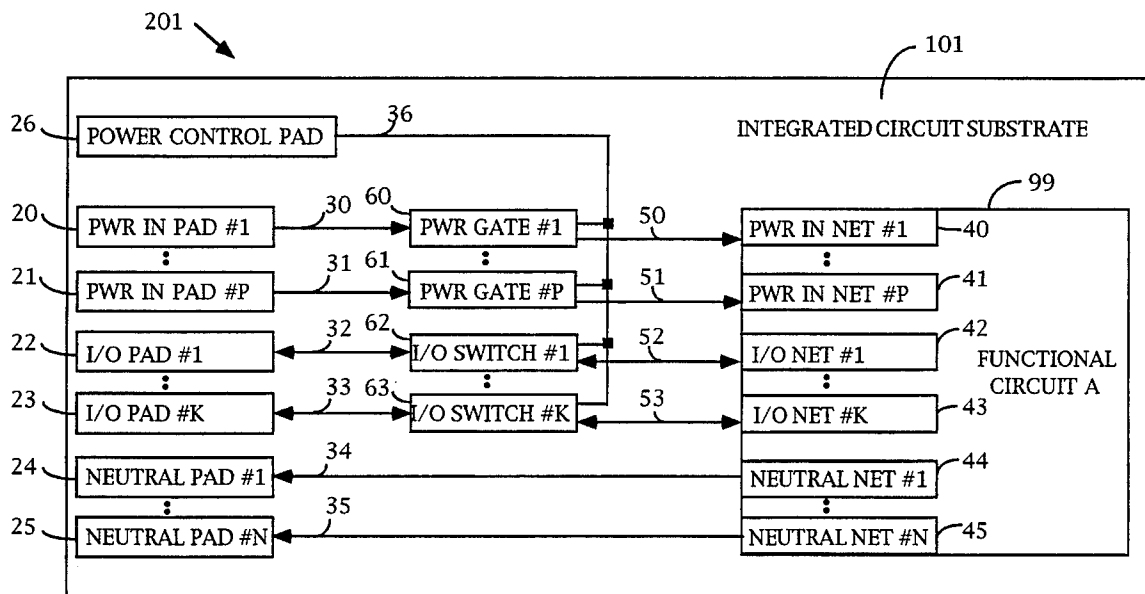 201
101
26
POWER CONTROL PAD
36
INTEGRATED CIRCUIT SUBSTRATE
99
20
PWR IN PAD #1
30
60
PWR GATE #1
50
PWR IN NET #1
40
21
PWR IN PAD #P
31
61
PWR GATE #P
51
PWR IN NET #P
41
22
I/O PAD #1
32
62
I/O SWITCH #1
52
I/O NET #1
42
FUNCTIONAL
CIRCUIT A
23
I/O PAD #K
33
63
I/O SWITCH #K
53
I/O NET #K
43
24
NEUTRAL PAD #1
34
NEUTRAL NET #1
44
25
NEUTRAL PAD #N
35
NEUTRAL NET #N
45